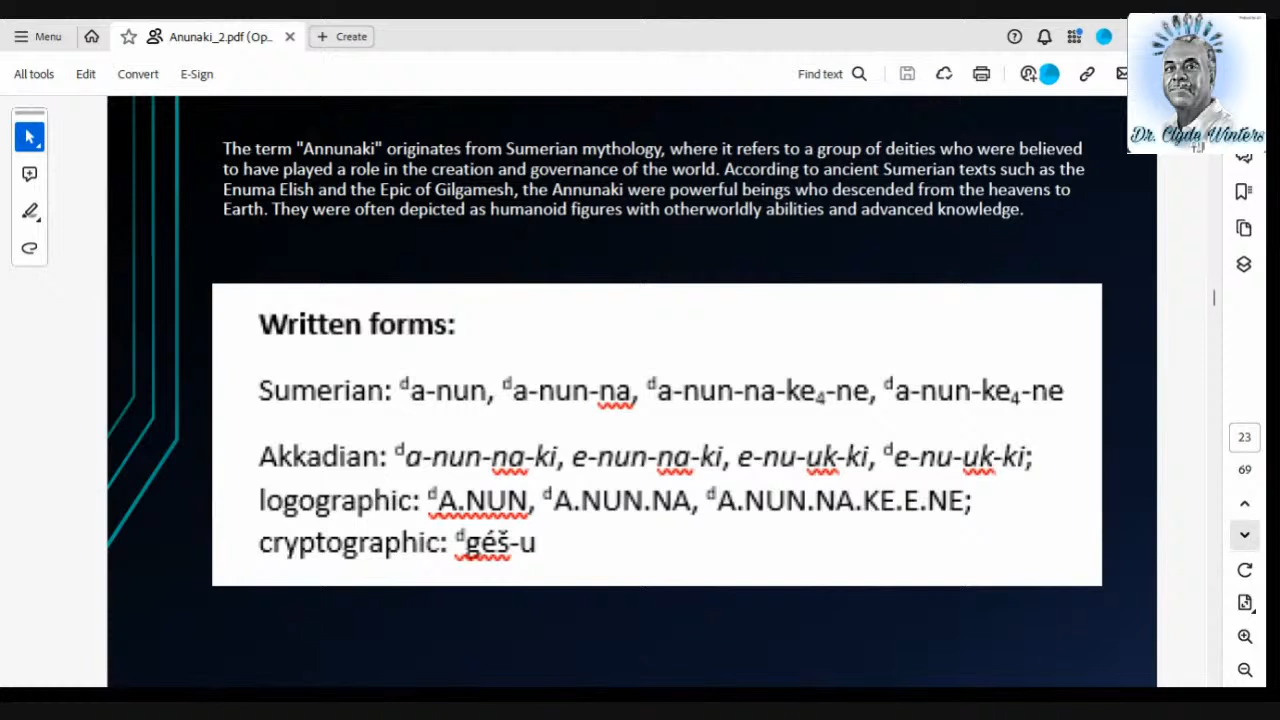 Menu
Anunaki_2.pdf (Op...
Create
All tools
Edit
Convert
E-Sign
Find text
Dr. Clyde Winters
The term "Annunaki" originates from Sumerian mythology, where it refers to a group of deities who were believed
to have played a role in the creation and governance of the world. According to ancient Sumerian texts such as the
Enuma Elish and the Epic of Gilgamesh, the Annunaki were powerful beings who descended from the heavens to
Earth. They were often depicted as humanoid figures with otherworldly abilities and advanced knowledge.
Written forms:
Sumerian: ᵈa-nun, ᵈa-nun-na, ᵈa-nun-na-ke₄-ne, ᵈa-nun-ke₄-ne
Akkadian: ᵈa-nun-na-ki, e-nun-na-ki, e-nu-uk-ki, ᵈe-nu-uk-ki;
logographic: ᵈA.NUN, ᵈA.NUN.NA, ᵈA.NUN.NA.KE.E.NE;
cryptographic: ᵈgéš-u
23
69